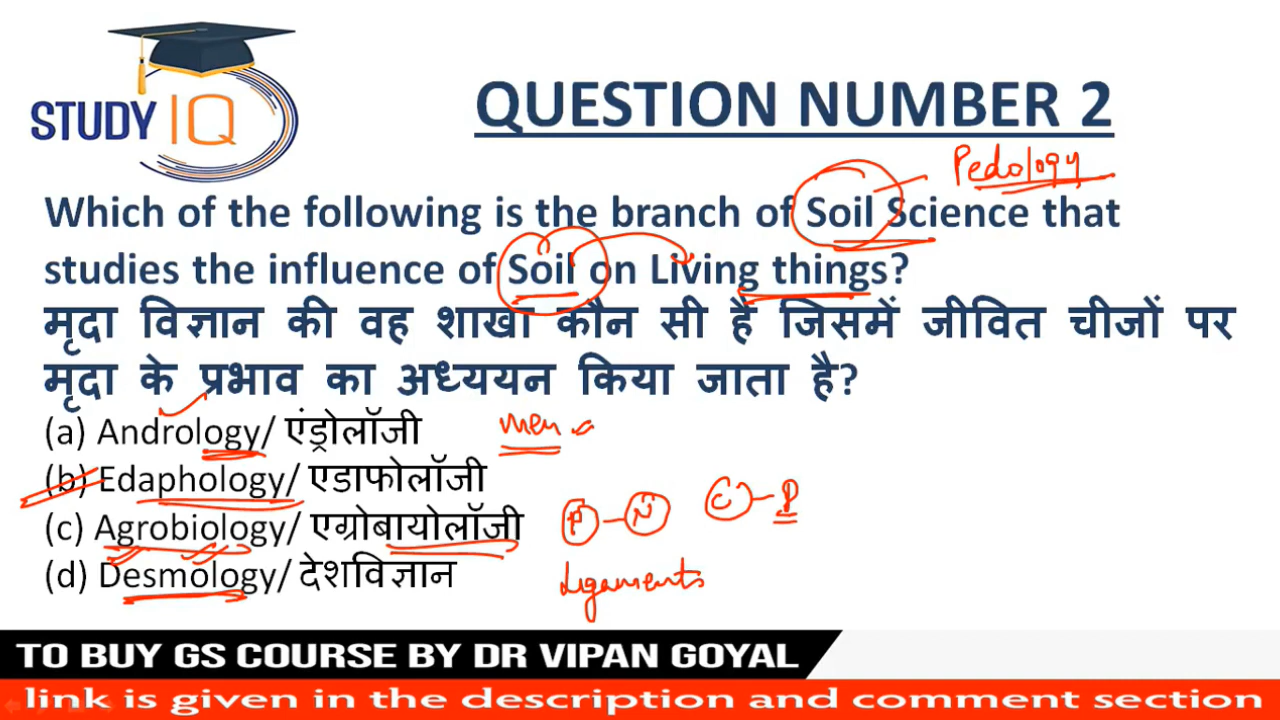 STUDY IQ
QUESTION NUMBER 2
Pedology
Which of the following is the branch of Soil Science that
studies the influence of Soil on Living things?
मृदा विज्ञान की वह शाखा कौन सी है जिसमें जीवित चीजों पर
मृदा के प्रभाव का अध्ययन किया जाता है?
(a) Andrology/ एंड्रोलॉजी men
(b) Edaphology/ एडाफोलॉजी
(c) Agrobiology/ एग्रोबायोलॉजी P N C P
(d) Desmology/ देशविज्ञान Ligaments
TO BUY GS COURSE BY DR VIPAN GOYAL
link is given in the description and comment section